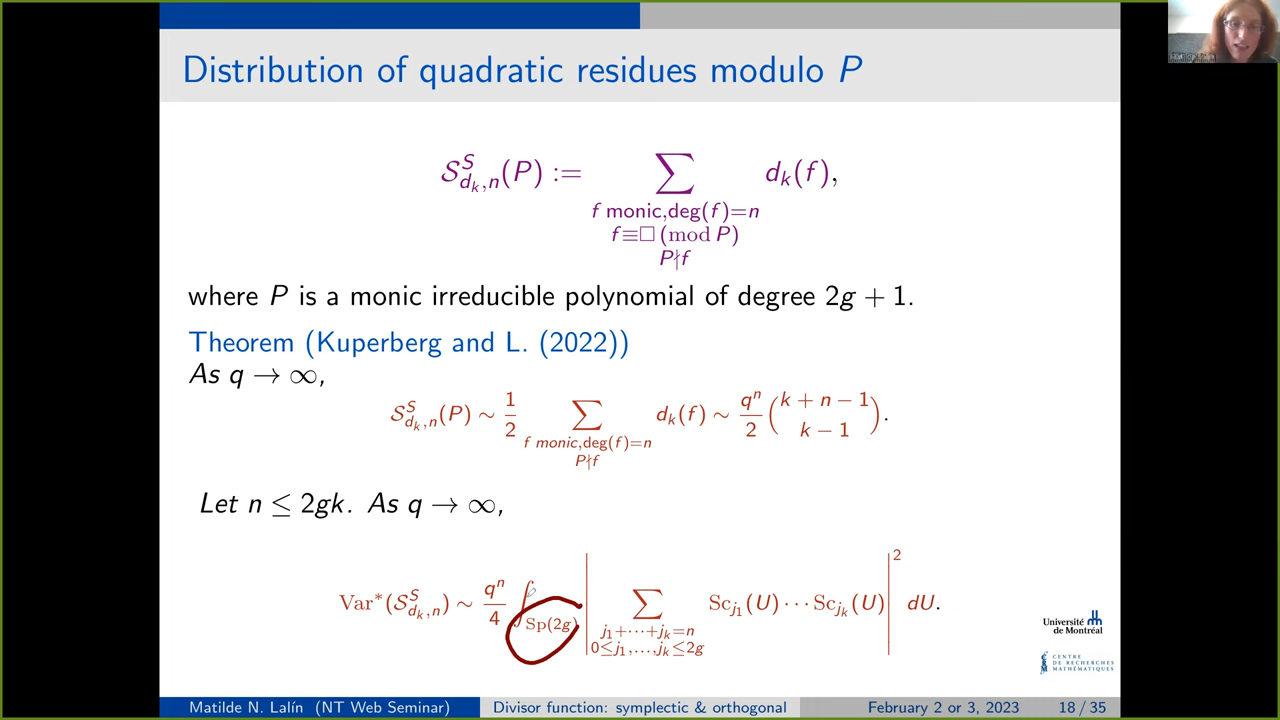 Distribution of quadratic residues modulo P
𝒮^S_{d_k,n}(P) := ∑_{f monic,deg(f)=n, f≡□ (mod P), P∤f} d_k(f),
where P is a monic irreducible polynomial of degree 2g + 1.
Theorem (Kuperberg and L. (2022))
As q → ∞,
𝒮^S_{d_k,n}(P) ∼ 1/2 ∑_{f monic,deg(f)=n, P∤f} d_k(f) ∼ q^n/2 (k + n − 1 choose k − 1).
Let n ≤ 2gk. As q → ∞,
Var*(𝒮^S_{d_k,n}) ∼ q^n/4 ∫_{Sp(2g)} |∑_{j_1+⋯+j_k=n, 0≤j_1,…,j_k≤2g} Sc_{j_1}(U) ⋯ Sc_{j_k}(U)|^2 dU.
Université
de Montréal
CENTRE
DE RECHERCHES
MATHÉMATIQUES
Matilde N. Lalín (NT Web Seminar) Divisor function: symplectic & orthogonal February 2 or 3, 2023 18 / 35